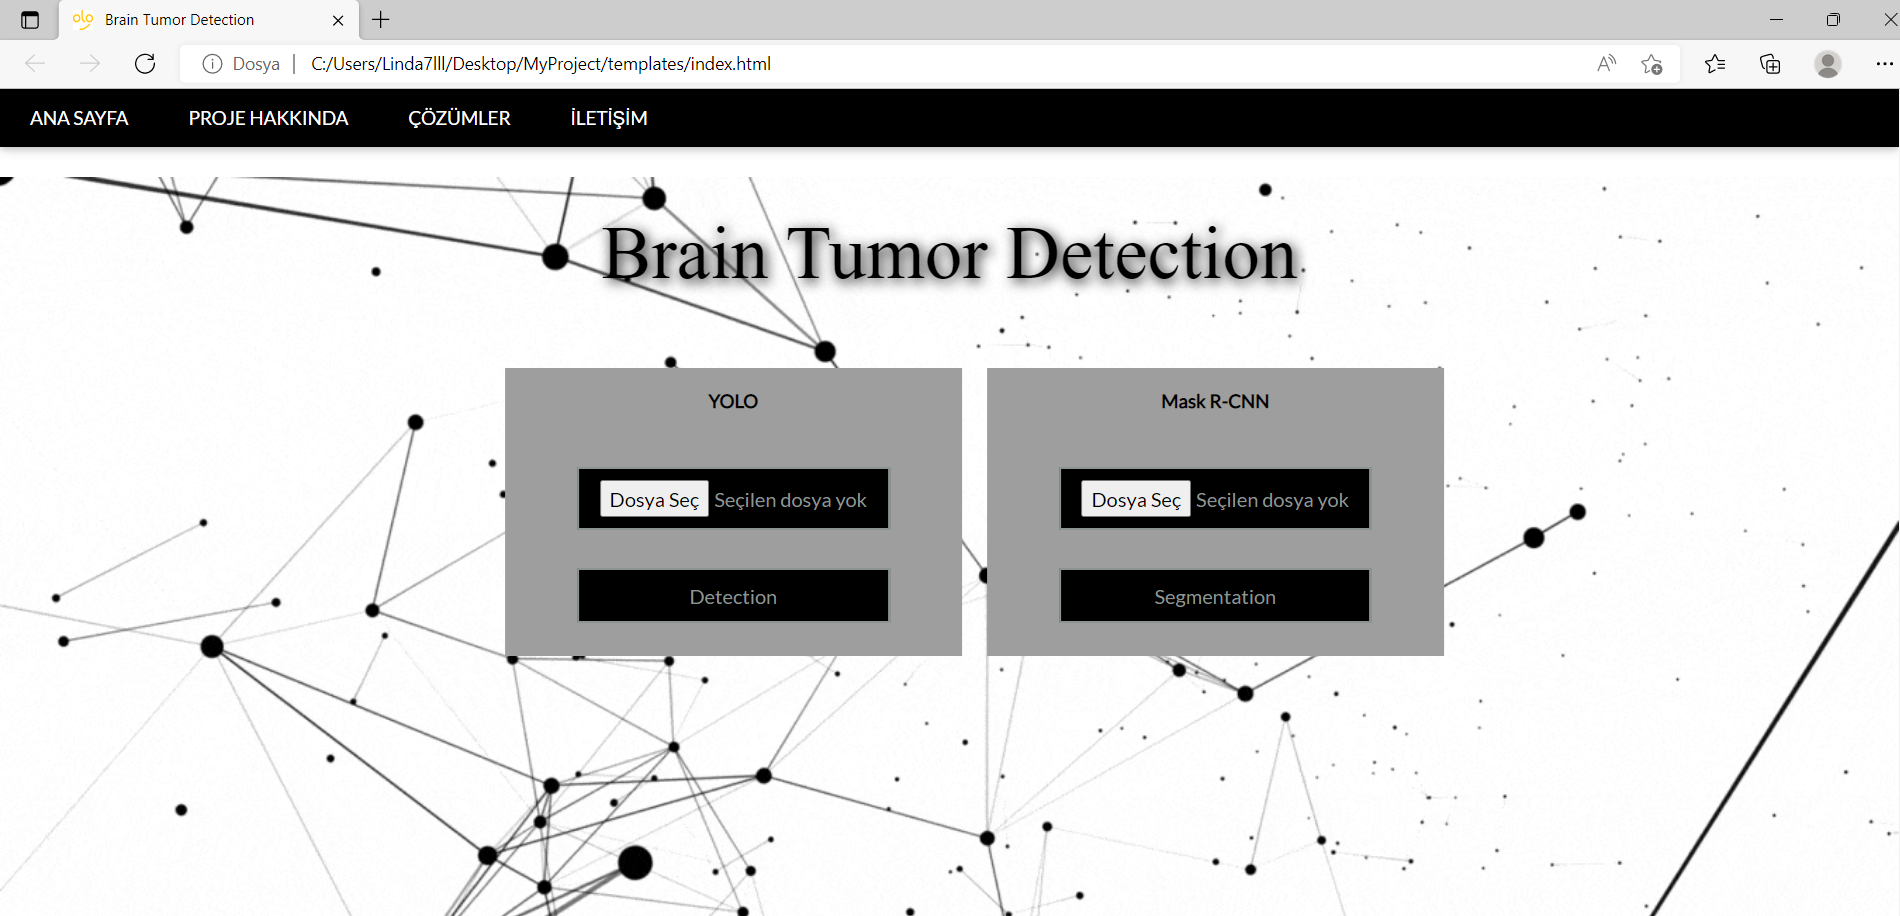 olo Brain Tumor Detection
Dosya C:/Users/Linda7lll/Desktop/MyProject/templates/index.html
ANA SAYFA PROJE HAKKINDA ÇÖZÜMLER İLETİŞİM
Brain Tumor Detection
YOLO
Dosya Seç Seçilen dosya yok
Detection
Mask R-CNN
Dosya Seç Seçilen dosya yok
Segmentation